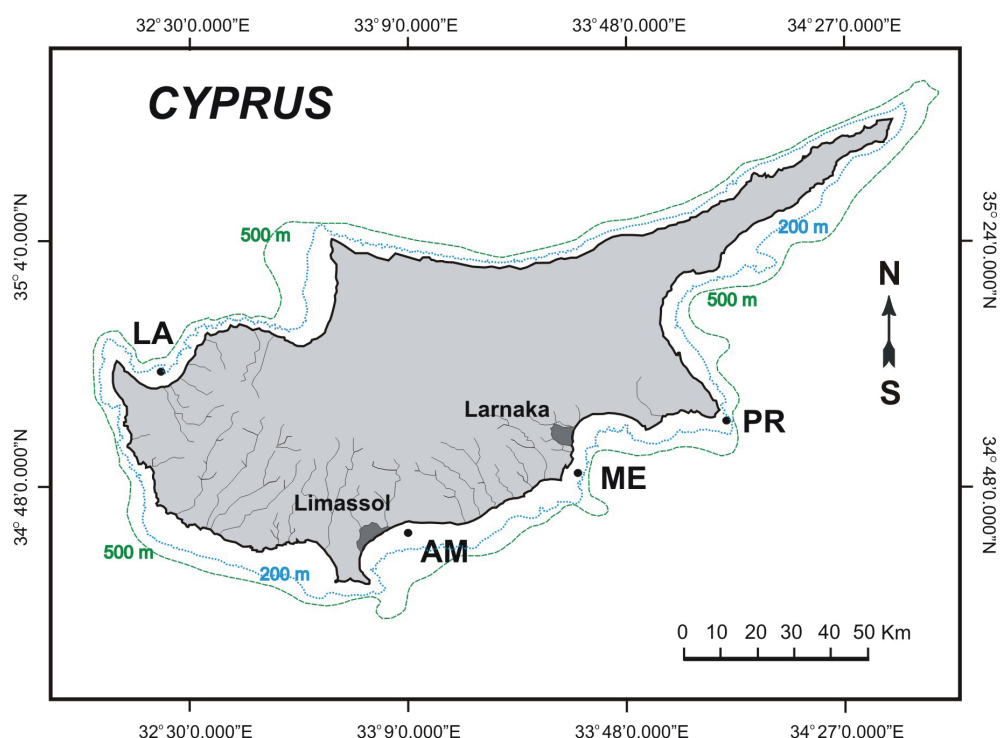 32°30'0.000"E 33°9'0.000"E 33°48'0.000"E 34°27'0.000"E
CYPRUS
200 m
500 m
35° 4'0.000"N
35° 24'0.000"N
N
500 m
LA
S
Larnaka
PR
ME
34° 48'0.000"N
34° 48'0.000"N
Limassol
AM
500 m
200 m
0 10 20 30 40 50 Km
32°30'0.000"E 33°9'0.000"E 33°48'0.000"E 34°27'0.000"E